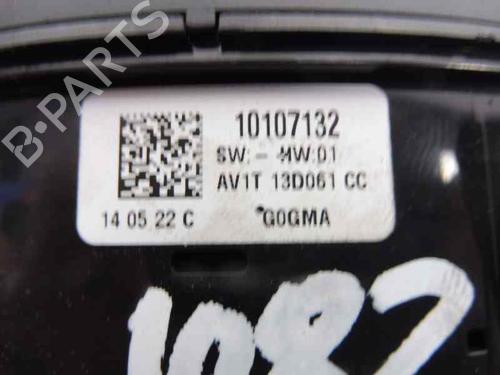 10107132
SW: - HW:01
AV1T 13D061 CC
14 05 22 C G0GMA
1082
B-PARTS